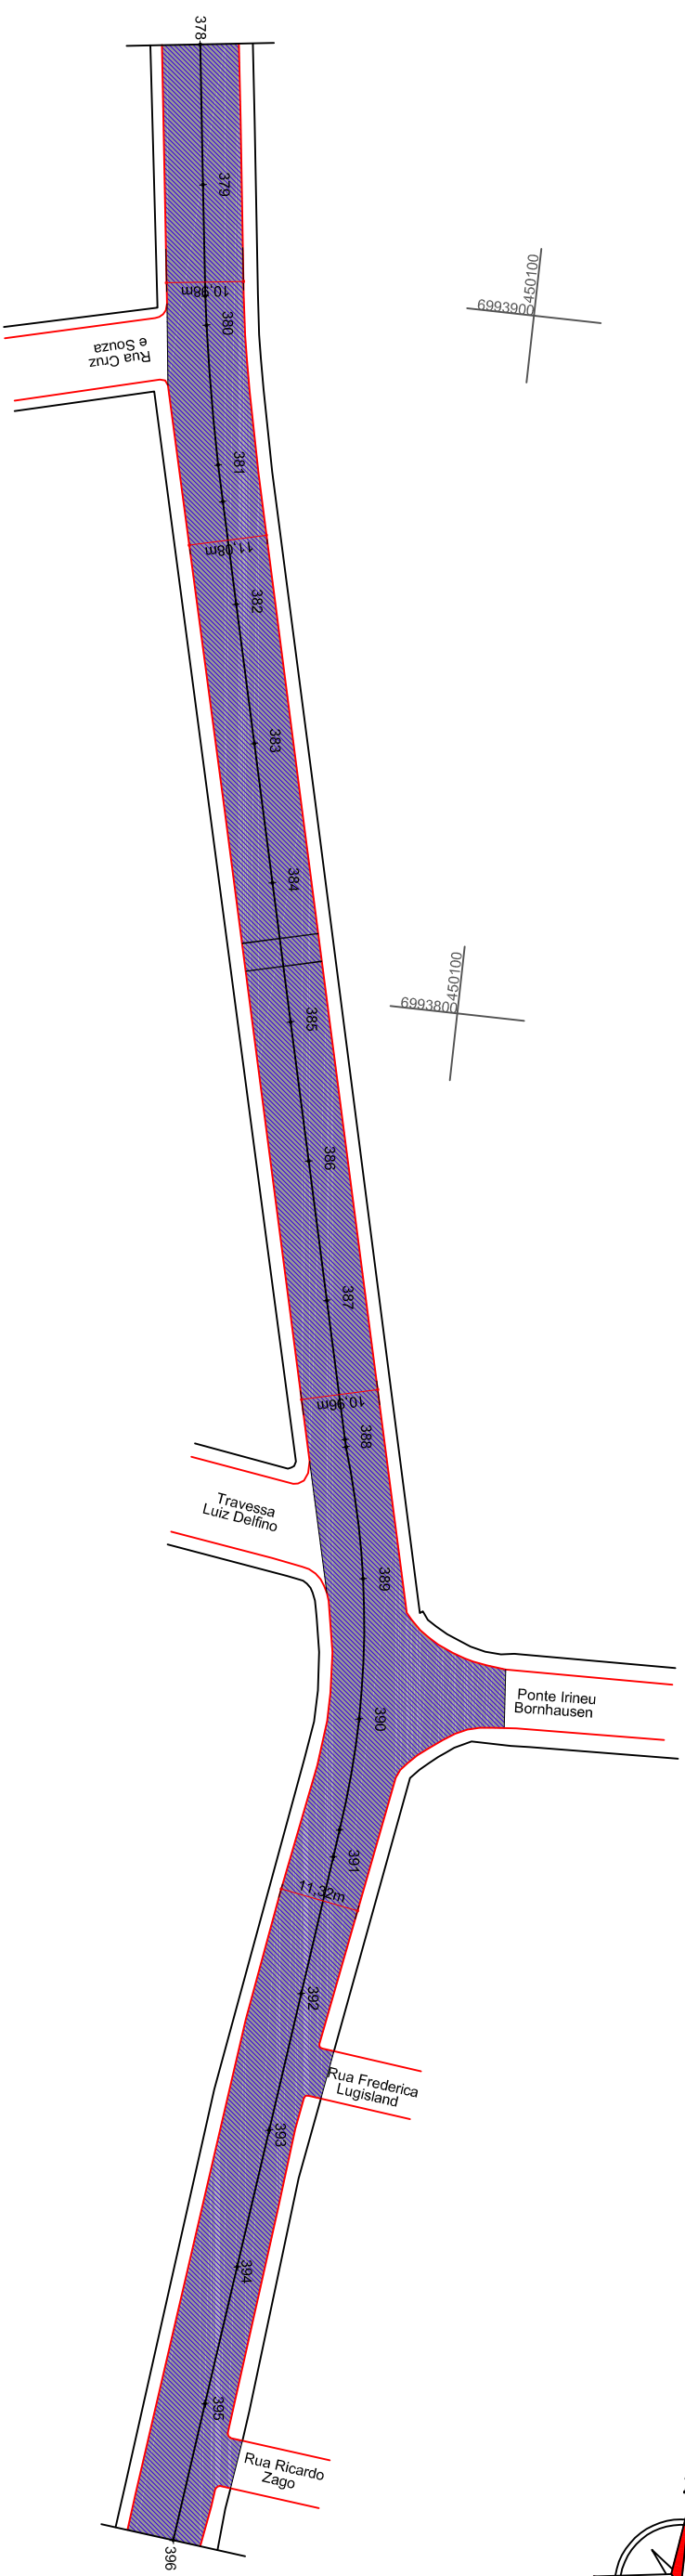 378
379
450100
6993900
10,98m
380
Rua Cruz
e Souza
381
11,08m
382
383
384
450100
6993800
385
386
387
10,96m
388
Travessa
Luiz Delfino
389
Ponte Irineu
Bornhausen
390
391
11,32m
392
Rua Frederica
Lugisland
393
394
395
Rua Ricardo
Zago
396